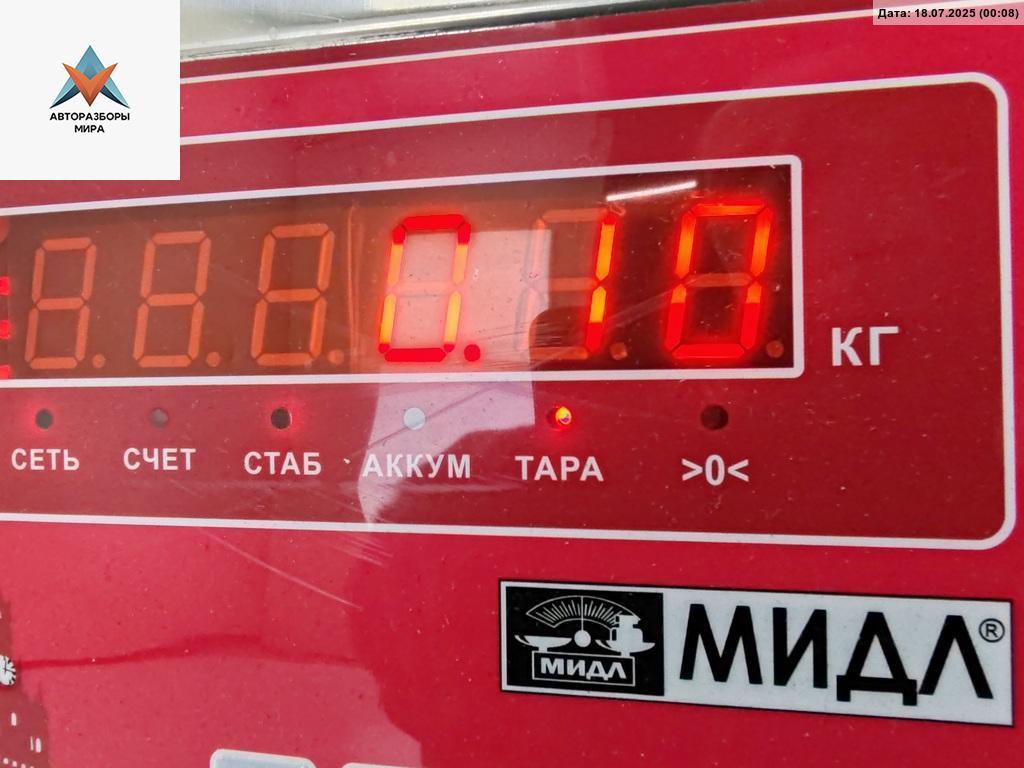 Дата: 18.07.2025 (00:08)
АВТОРАЗБОРЫ
МИРА
0.10
КГ
СЕТЬ СЧЕТ СТАБ АККУМ ТАРА >0<
МИДЛ
МИДЛ®